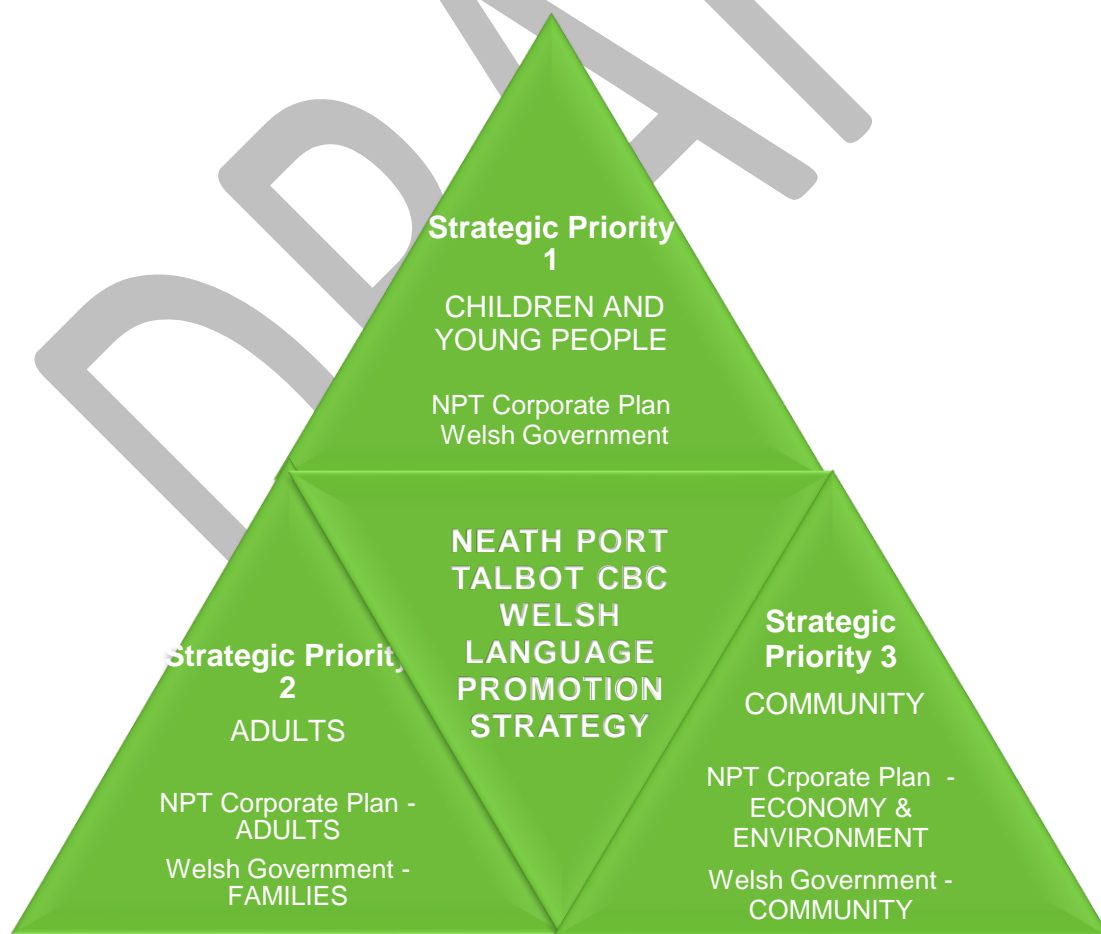 DRAFT
Strategic Priority
1
CHILDREN AND
YOUNG PEOPLE
NPT Corporate Plan
Welsh Government
NEATH PORT
TALBOT CBC
WELSH
LANGUAGE
PROMOTION
STRATEGY
Strategic Priority
2
ADULTS
NPT Corporate Plan -
ADULTS
Welsh Government -
FAMILIES
Strategic
Priority 3
COMMUNITY
NPT Crporate Plan -
ECONOMY &
ENVIRONMENT
Welsh Government -
COMMUNITY